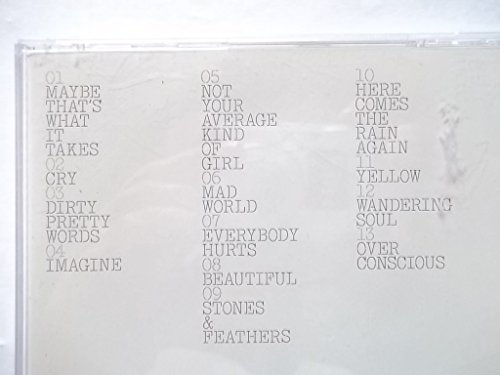 01
MAYBE
THAT'S
WHAT
IT
TAKES
02
CRY
03
DIRTY
PRETTY
WORDS
04
IMAGINE
05
NOT
YOUR
AVERAGE
KIND
OF
GIRL
06
MAD
WORLD
07
EVERYBODY
HURTS
08
BEAUTIFUL
09
STONES
&
FEATHERS
10
HERE
COMES
THE
RAIN
AGAIN
11
YELLOW
12
WANDERING
SOUL
13
OVER
CONSCIOUS